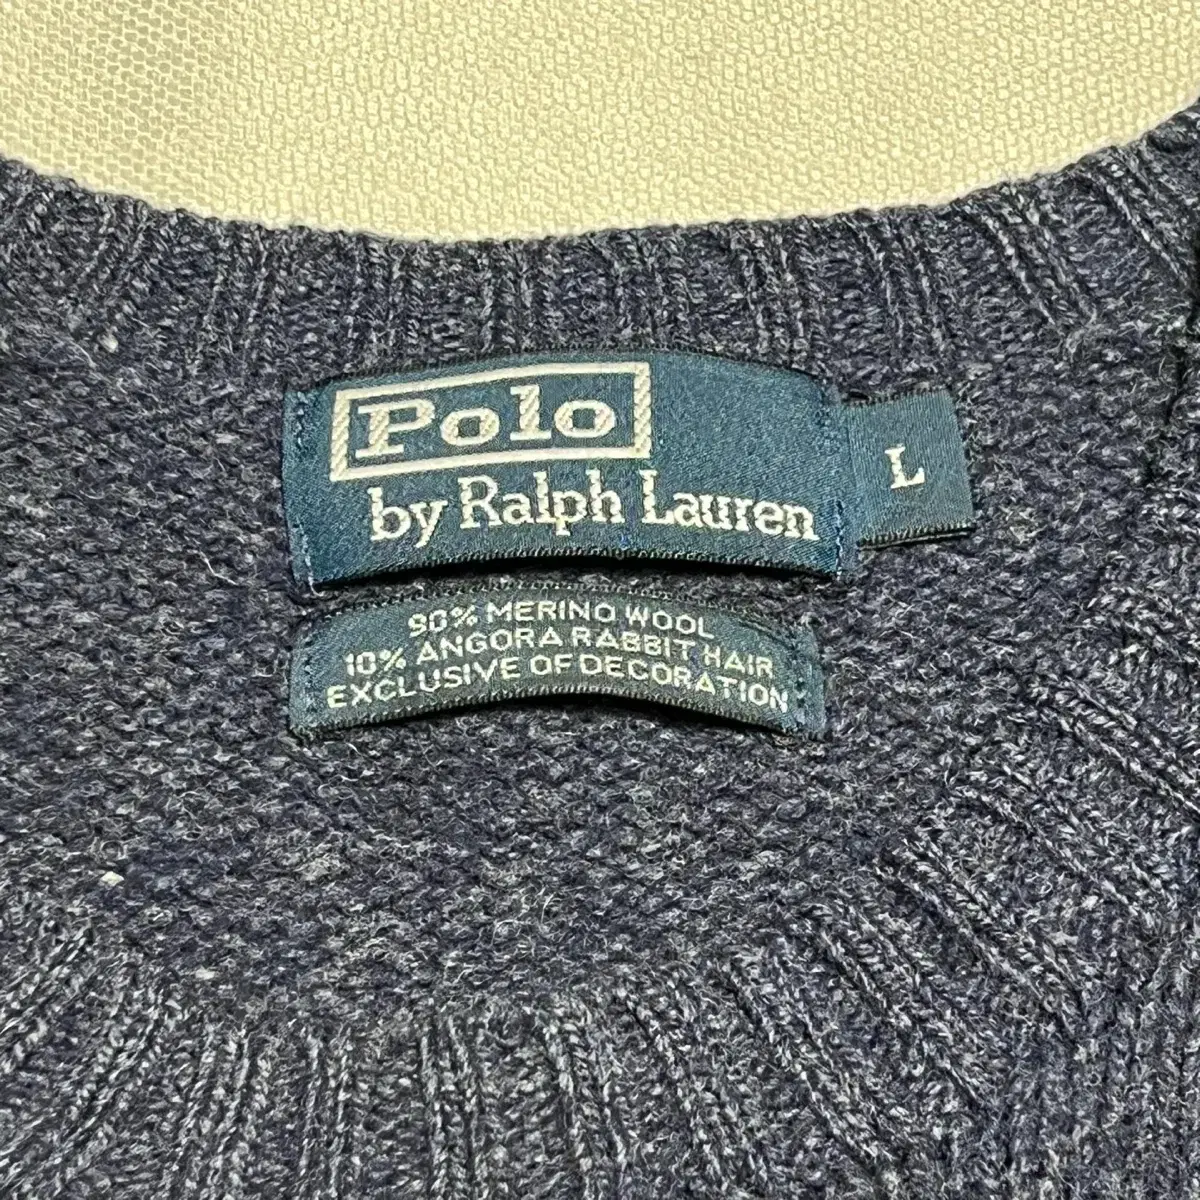 Polo
by Ralph Lauren
L
90% MERINO WOOL
10% ANGORA RABBIT HAIR
EXCLUSIVE OF DECORATION